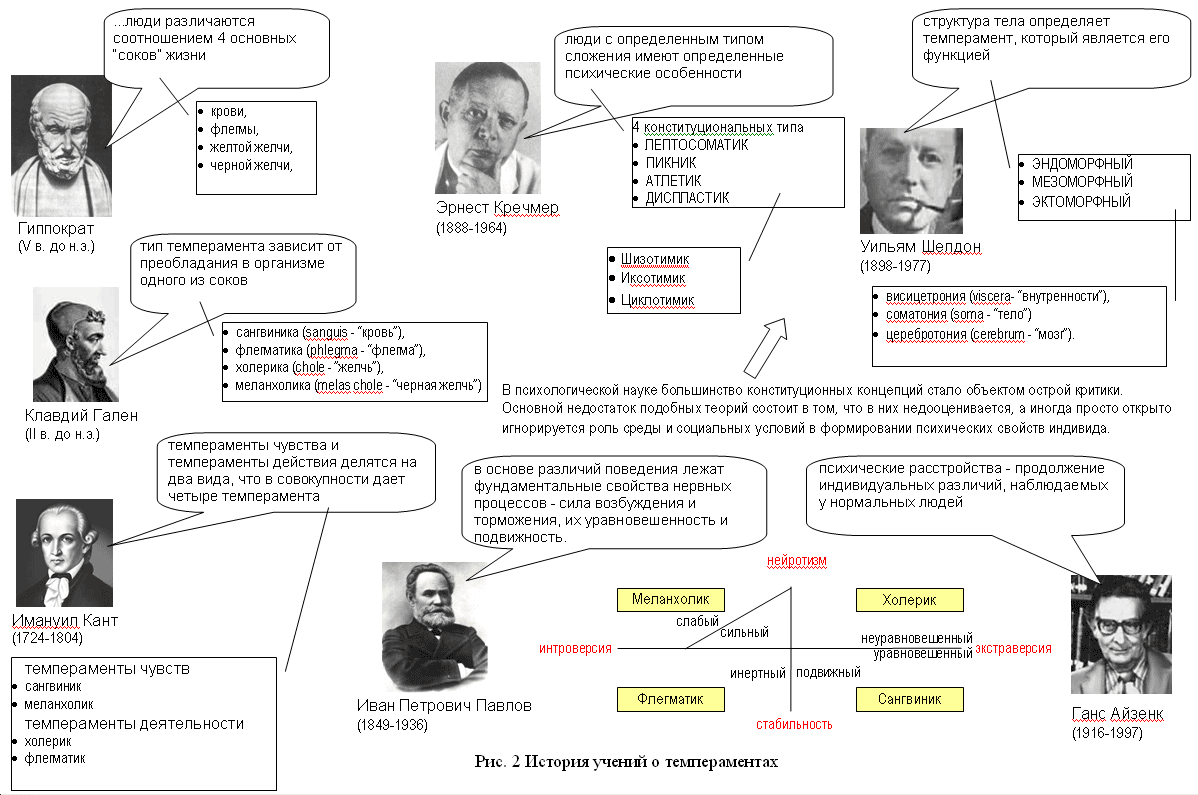 ...люди различаются
соотношением 4 основных
"соков" жизни
• крови,
• флегмы,
• желтой желчи,
• черной желчи,
Гиппократ
(V в. до н.э.)
тип темперамента зависит от
преобладания в организме
одного из соков
• сангвиника (sanguis - "кровь"),
• флегматика (phlegma - "флегма"),
• холерика (chole - "желчь"),
• меланхолика (melas chole - "черная желчь")
Клавдий Гален
(II в. до н.э.)
люди с определенным типом
сложения имеют определенные
психические особенности
4 конституциональных типа
• ЛЕПТОСОМАТИК
• ПИКНИК
• АТЛЕТИК
• ДИСПЛАСТИК
Эрнест Кречмер
(1888-1964)
• Шизотимик
• Иксотимик
• Циклотимик
структура тела определяет
темперамент, который является его
функцией
• ЭНДОМОРФНЫЙ
• МЕЗОМОРФНЫЙ
• ЭКТОМОРФНЫЙ
Уильям Шелдон
(1898-1977)
• висицетрония (viscera- "внутренности"),
• соматония (soma - "тело")
• церебротония (cerebrum - "мозг").
В психологической науке большинство конституционных концепций стало объектом острой критики.
Основной недостаток подобных теорий состоит в том, что в них недооценивается, а иногда просто открыто
игнорируется роль среды и социальных условий в формировании психических свойств индивида.
темпераменты чувства и
темпераменты действия делятся на
два вида, что в совокупности дает
четыре темперамента
Имануил Кант
(1724-1804)
темпераменты чувств
• сангвиник
• меланхолик
темпераменты деятельности
• холерик
• флегматик
в основе различий поведения лежат
фундаментальные свойства нервных
процессов - сила возбуждения и
торможения, их уравновешенность и
подвижность.
Иван Петрович Павлов
(1849-1936)
психические расстройства - продолжение
индивидуальных различий, наблюдаемых
у нормальных людей
Ганс Айзенк
(1916-1997)
нейротизм
Меланхолик
Холерик
слабый
сильный
неуравновешенный
интроверсия
экстраверсия
уравновешенный
инертный
подвижный
Флегматик
Сангвиник
стабильность
Рис. 2 История учений о темпераментах